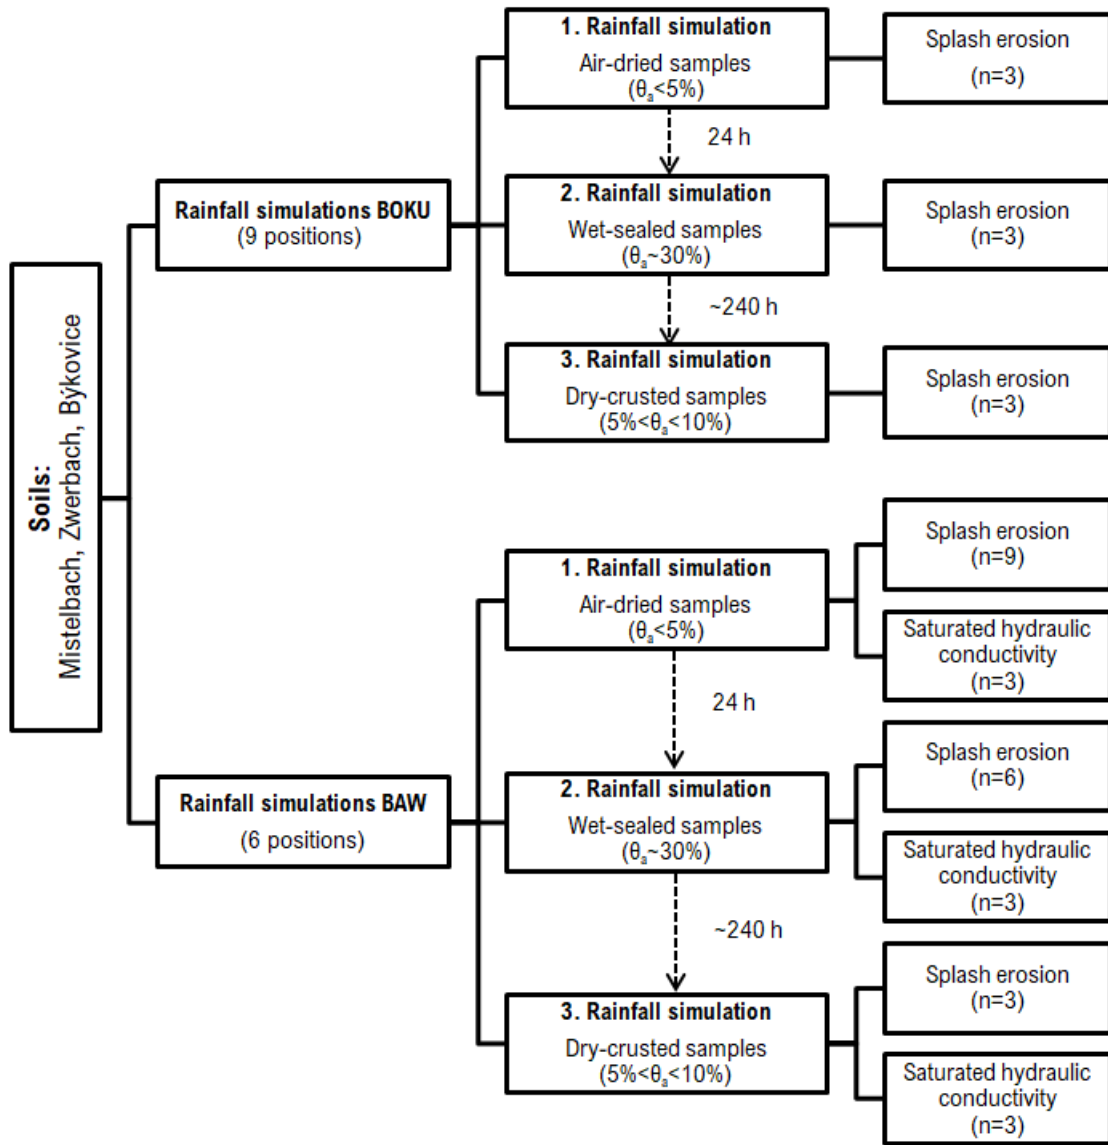 Soils:
Mistelbach, Zwerbach, Býkovice
Rainfall simulations BOKU
(9 positions)
1. Rainfall simulation
Air-dried samples
(θₐ<5%)
Splash erosion
(n=3)
24 h
2. Rainfall simulation
Wet-sealed samples
(θₐ~30%)
Splash erosion
(n=3)
~240 h
3. Rainfall simulation
Dry-crusted samples
(5%<θₐ<10%)
Splash erosion
(n=3)
Rainfall simulations BAW
(6 positions)
1. Rainfall simulation
Air-dried samples
(θₐ<5%)
Splash erosion
(n=9)
Saturated hydraulic
conductivity
(n=3)
24 h
2. Rainfall simulation
Wet-sealed samples
(θₐ~30%)
Splash erosion
(n=6)
Saturated hydraulic
conductivity
(n=3)
~240 h
3. Rainfall simulation
Dry-crusted samples
(5%<θₐ<10%)
Splash erosion
(n=3)
Saturated hydraulic
conductivity
(n=3)